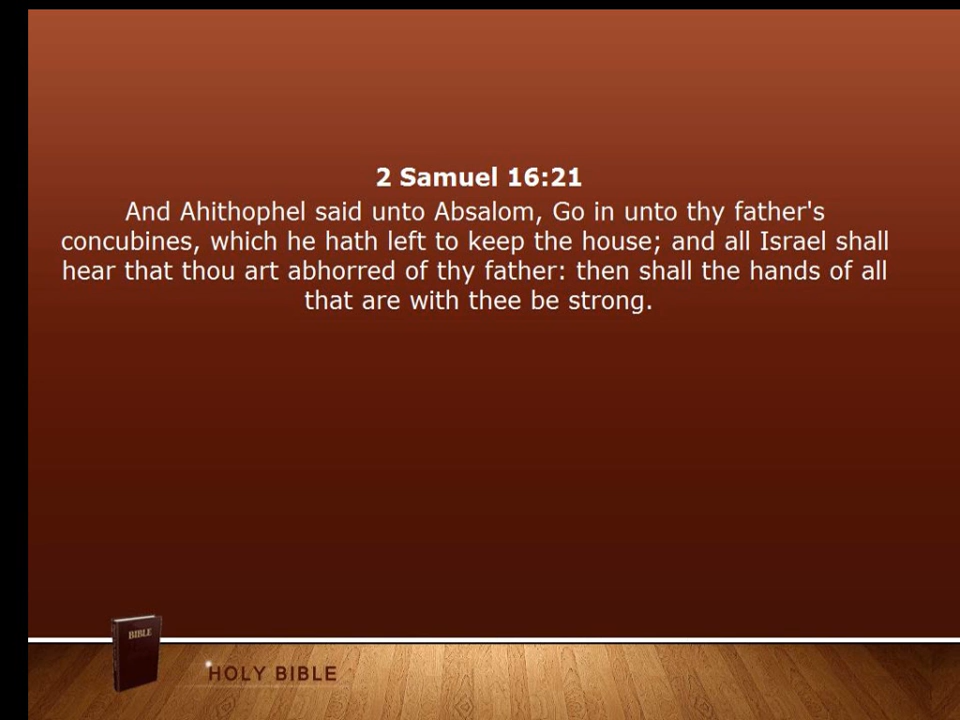 2 Samuel 16:21
And Ahithophel said unto Absalom, Go in unto thy father's
concubines, which he hath left to keep the house; and all Israel shall
hear that thou art abhorred of thy father: then shall the hands of all
that are with thee be strong.
BIBLE
HOLY BIBLE